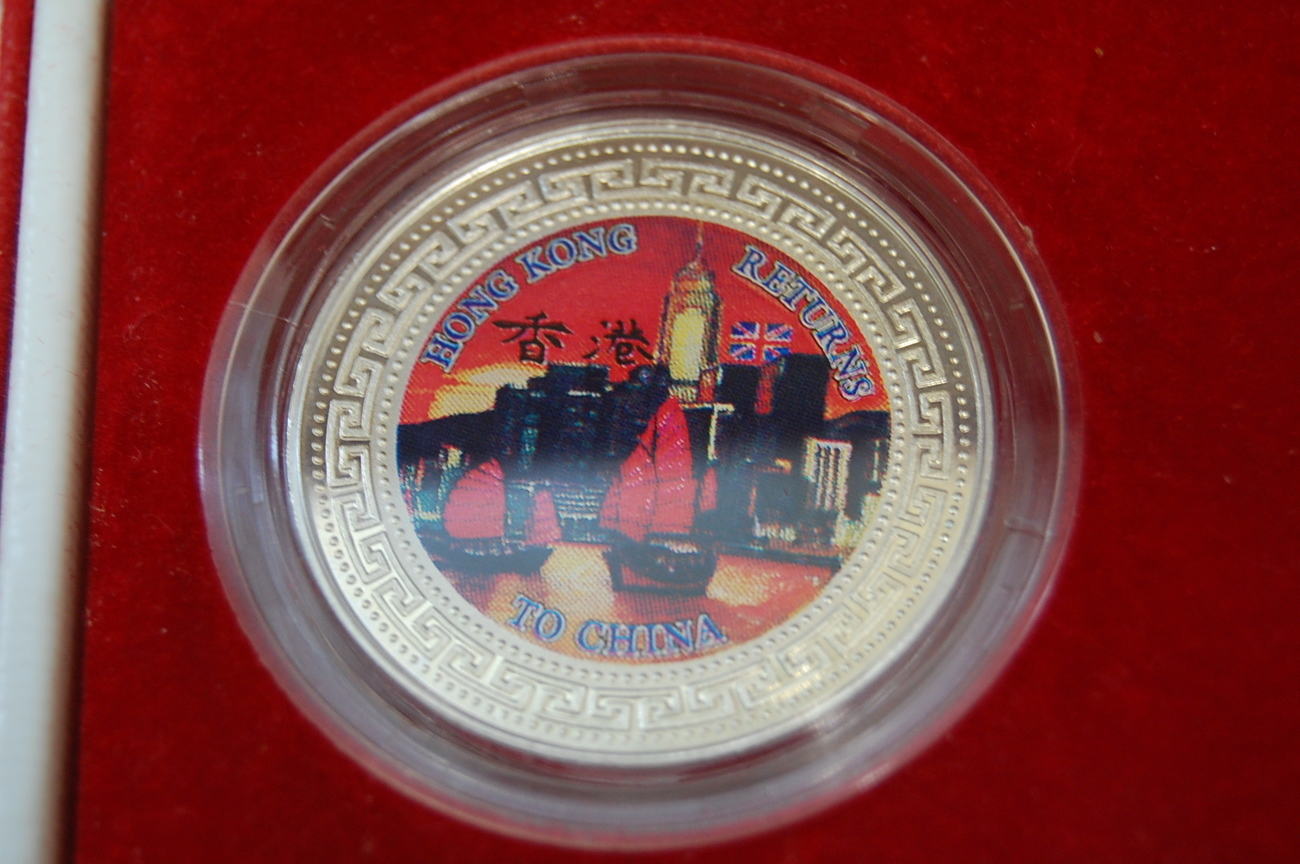 HONG KONG RETURNS
香港
TO CHINA